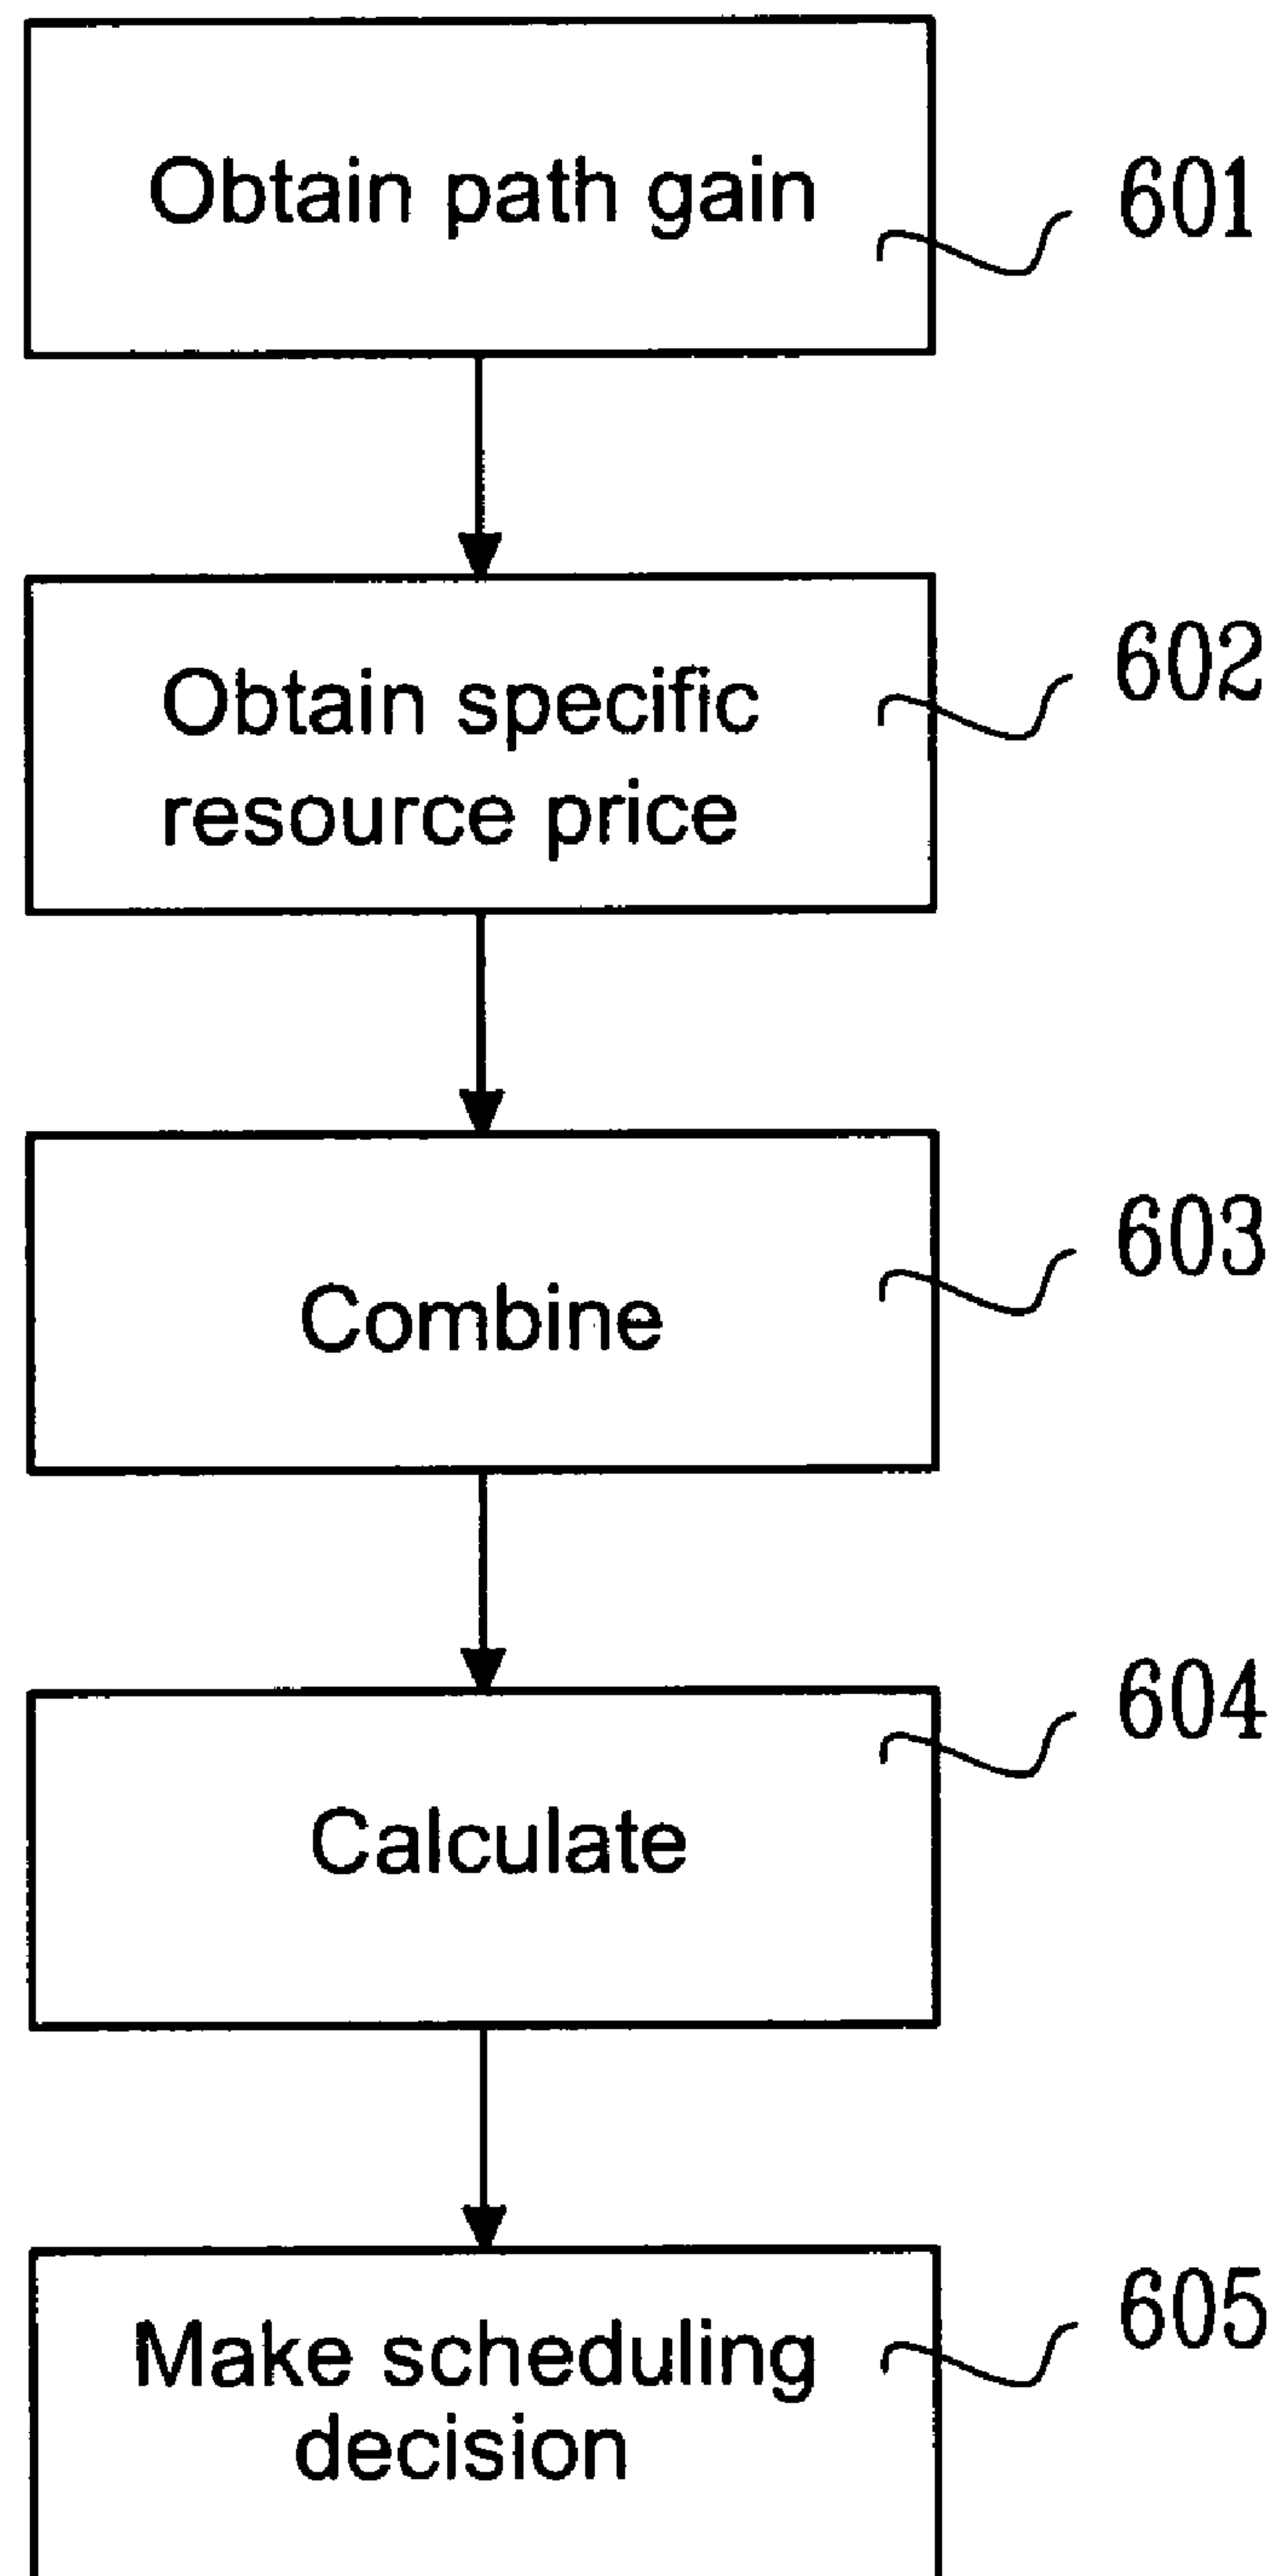 Obtain path gain
601
Obtain specific
resource price
602
Combine
603
Calculate
604
Make scheduling
decision
605